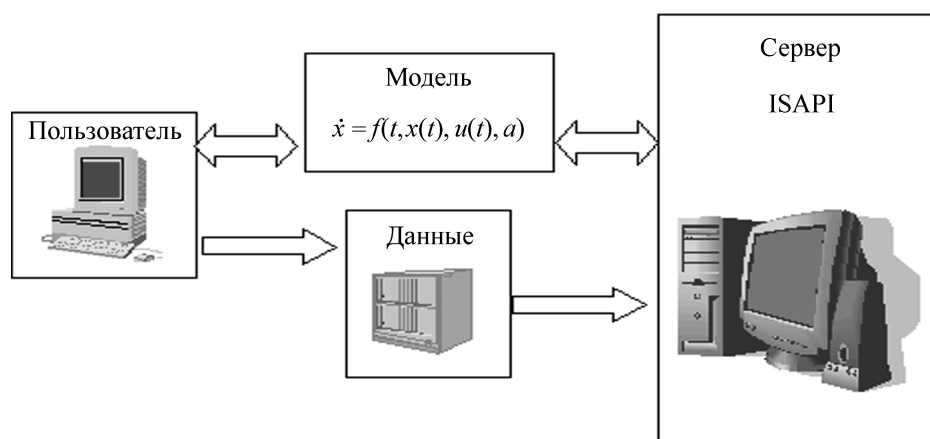 Сервер
ISAPI
Модель
ẋ = f(t, x(t), u(t), a)
Пользователь
Данные